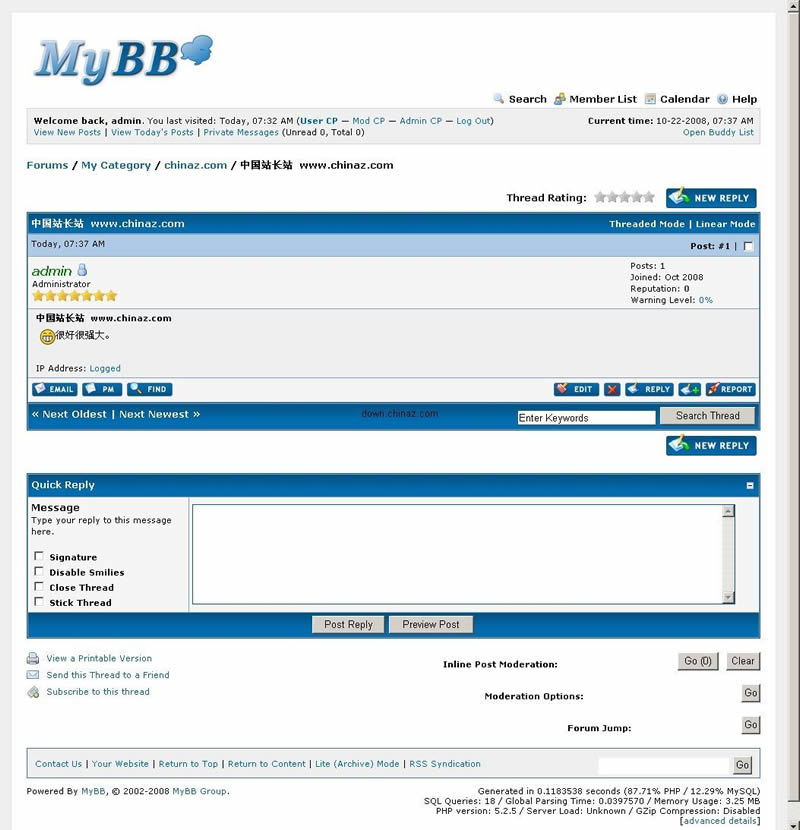 MyBB
Search Member List Calendar Help
Welcome back, admin. You last visited: Today, 07:32 AM (User CP — Mod CP — Admin CP — Log Out)
Current time: 10-22-2008, 07:37 AM
View New Posts | View Today's Posts | Private Messages (Unread 0, Total 0)
Open Buddy List
Forums / My Category / chinaz.com / 中国站长站 www.chinaz.com
Thread Rating:
NEW REPLY
中国站长站 www.chinaz.com
Threaded Mode | Linear Mode
Today, 07:37 AM
Post: #1 |
admin
Administrator
Posts: 1
Joined: Oct 2008
Reputation: 0
Warning Level: 0%
中国站长站 www.chinaz.com
很好很强大。
IP Address: Logged
EMAIL PM FIND
EDIT REPLY REPORT
« Next Oldest | Next Newest »
down.chinaz.com
Enter Keywords
Search Thread
NEW REPLY
Quick Reply
Message
Type your reply to this message
here.
Signature
Disable Smilies
Close Thread
Stick Thread
Post Reply Preview Post
View a Printable Version
Send this Thread to a Friend
Subscribe to this thread
Inline Post Moderation:
Go (0) Clear
Moderation Options:
Go
Forum Jump:
Go
Contact Us | Your Website | Return to Top | Return to Content | Lite (Archive) Mode | RSS Syndication
Go
Powered By MyBB, © 2002-2008 MyBB Group.
Generated in 0.1183538 seconds (87.71% PHP / 12.29% MySQL)
SQL Queries: 18 / Global Parsing Time: 0.0397570 / Memory Usage: 3.25 MB
PHP version: 5.2.5 / Server Load: Unknown / GZip Compression: Disabled
[advanced details]